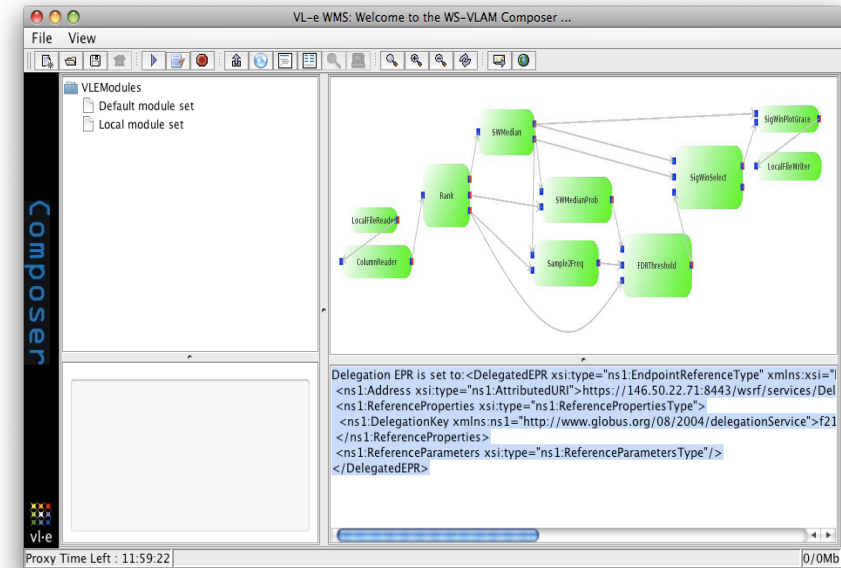 VL-e WMS: Welcome to the WS-VLAM Composer ...
File View
VLEModules
Default module set
Local module set
Composer
vl·e
SWMedian
SigWinPlotGrace
LocalFileWriter
SigWinSelect
Rank
SWMedianProb
LocalFileReader
ColumnReader
Sample2Freq
FDRThreshold
Delegation EPR is set to:<DelegatedEPR xsi:type="ns1:EndpointReferenceType" xmlns:xsi="
<ns1:Address xsi:type="ns1:AttributedURI">https://146.50.22.71:8443/wsrf/services/Del
<ns1:ReferenceProperties xsi:type="ns1:ReferencePropertiesType">
<ns1:DelegationKey xmlns:ns1="http://www.globus.org/08/2004/delegationService">f21
</ns1:ReferenceProperties>
<ns1:ReferenceParameters xsi:type="ns1:ReferenceParametersType"/>
</DelegatedEPR>
Proxy Time Left : 11:59:22
0/0Mb